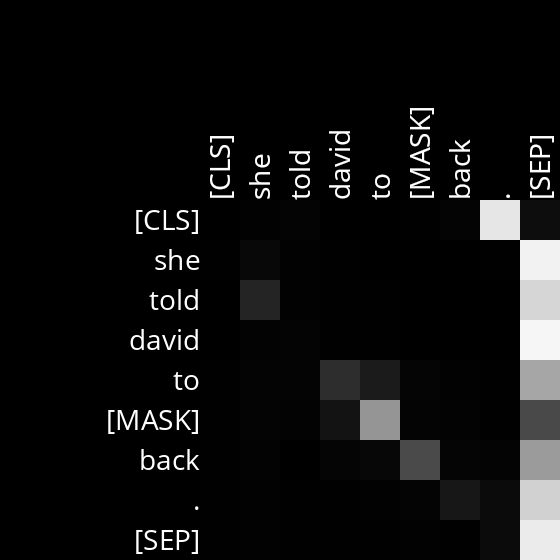 [CLS] she told david to [MASK] back . [SEP]
[CLS]
she
told
david
to
[MASK]
back
.
[SEP]